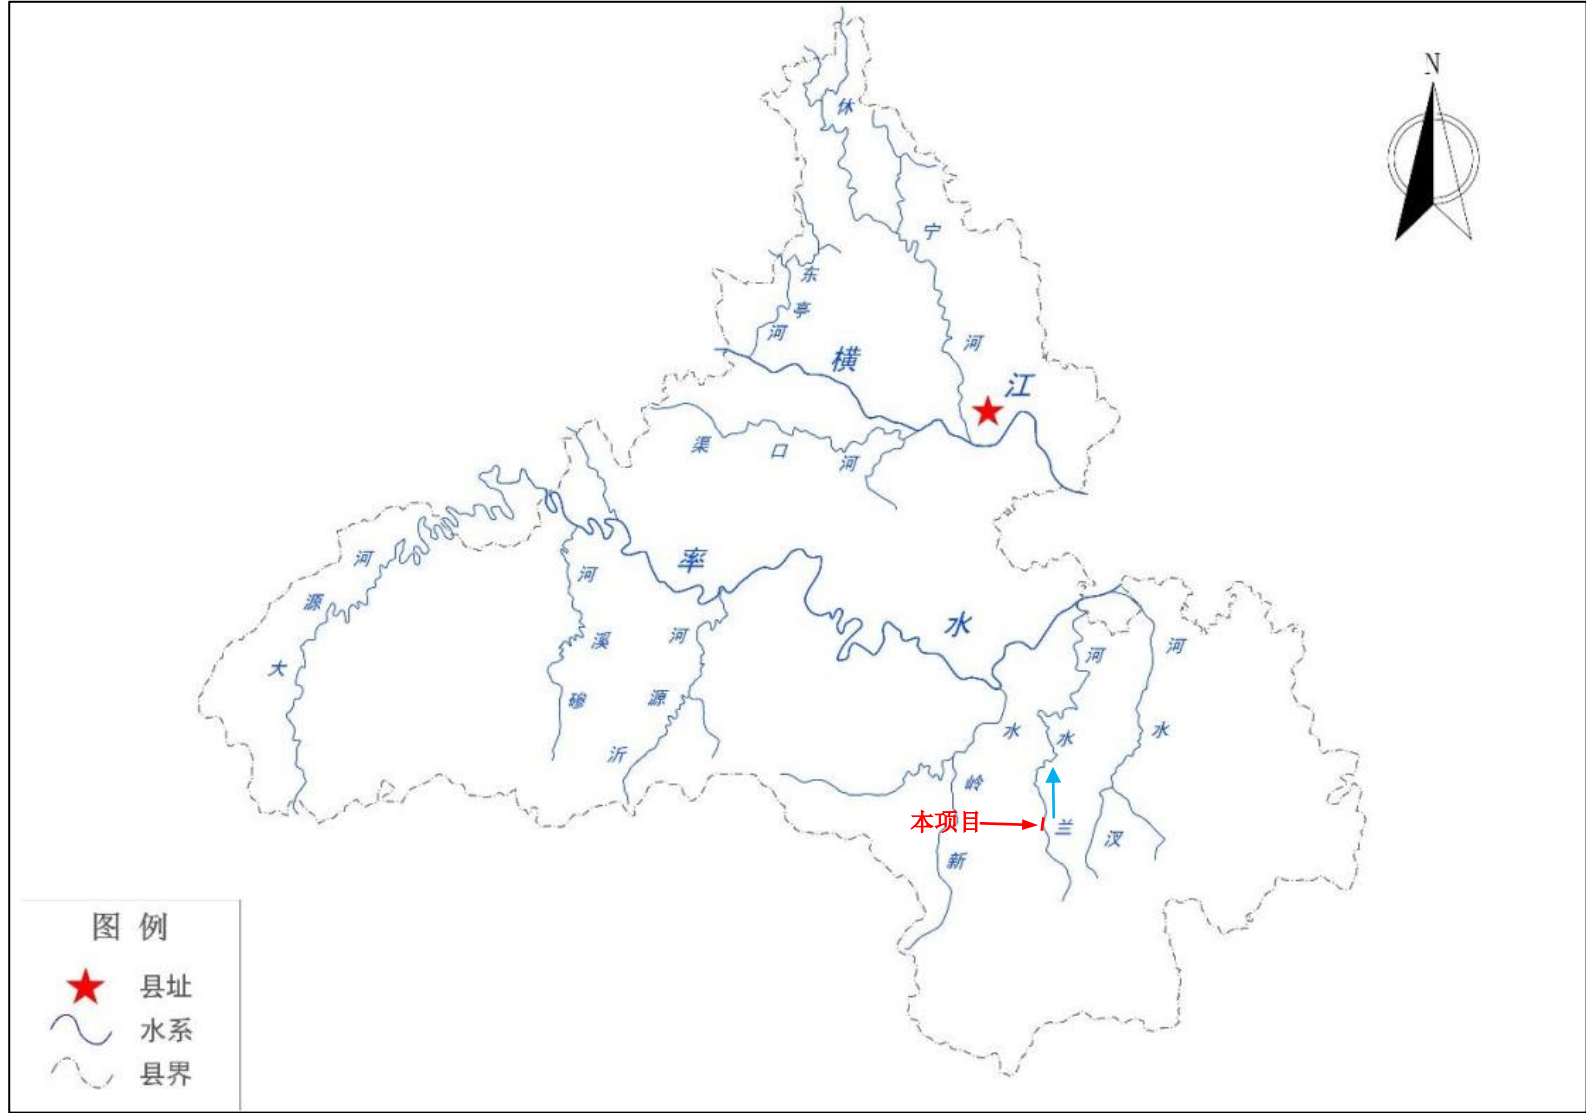 N
休
宁
河
东
亭
河
横
江
渠
口
河
率
水
河
源
大
河
溪
磣
河
源
沂
水
岭
新
河
水
兰
河
水
汊
本项目
图例
县址
水系
县界